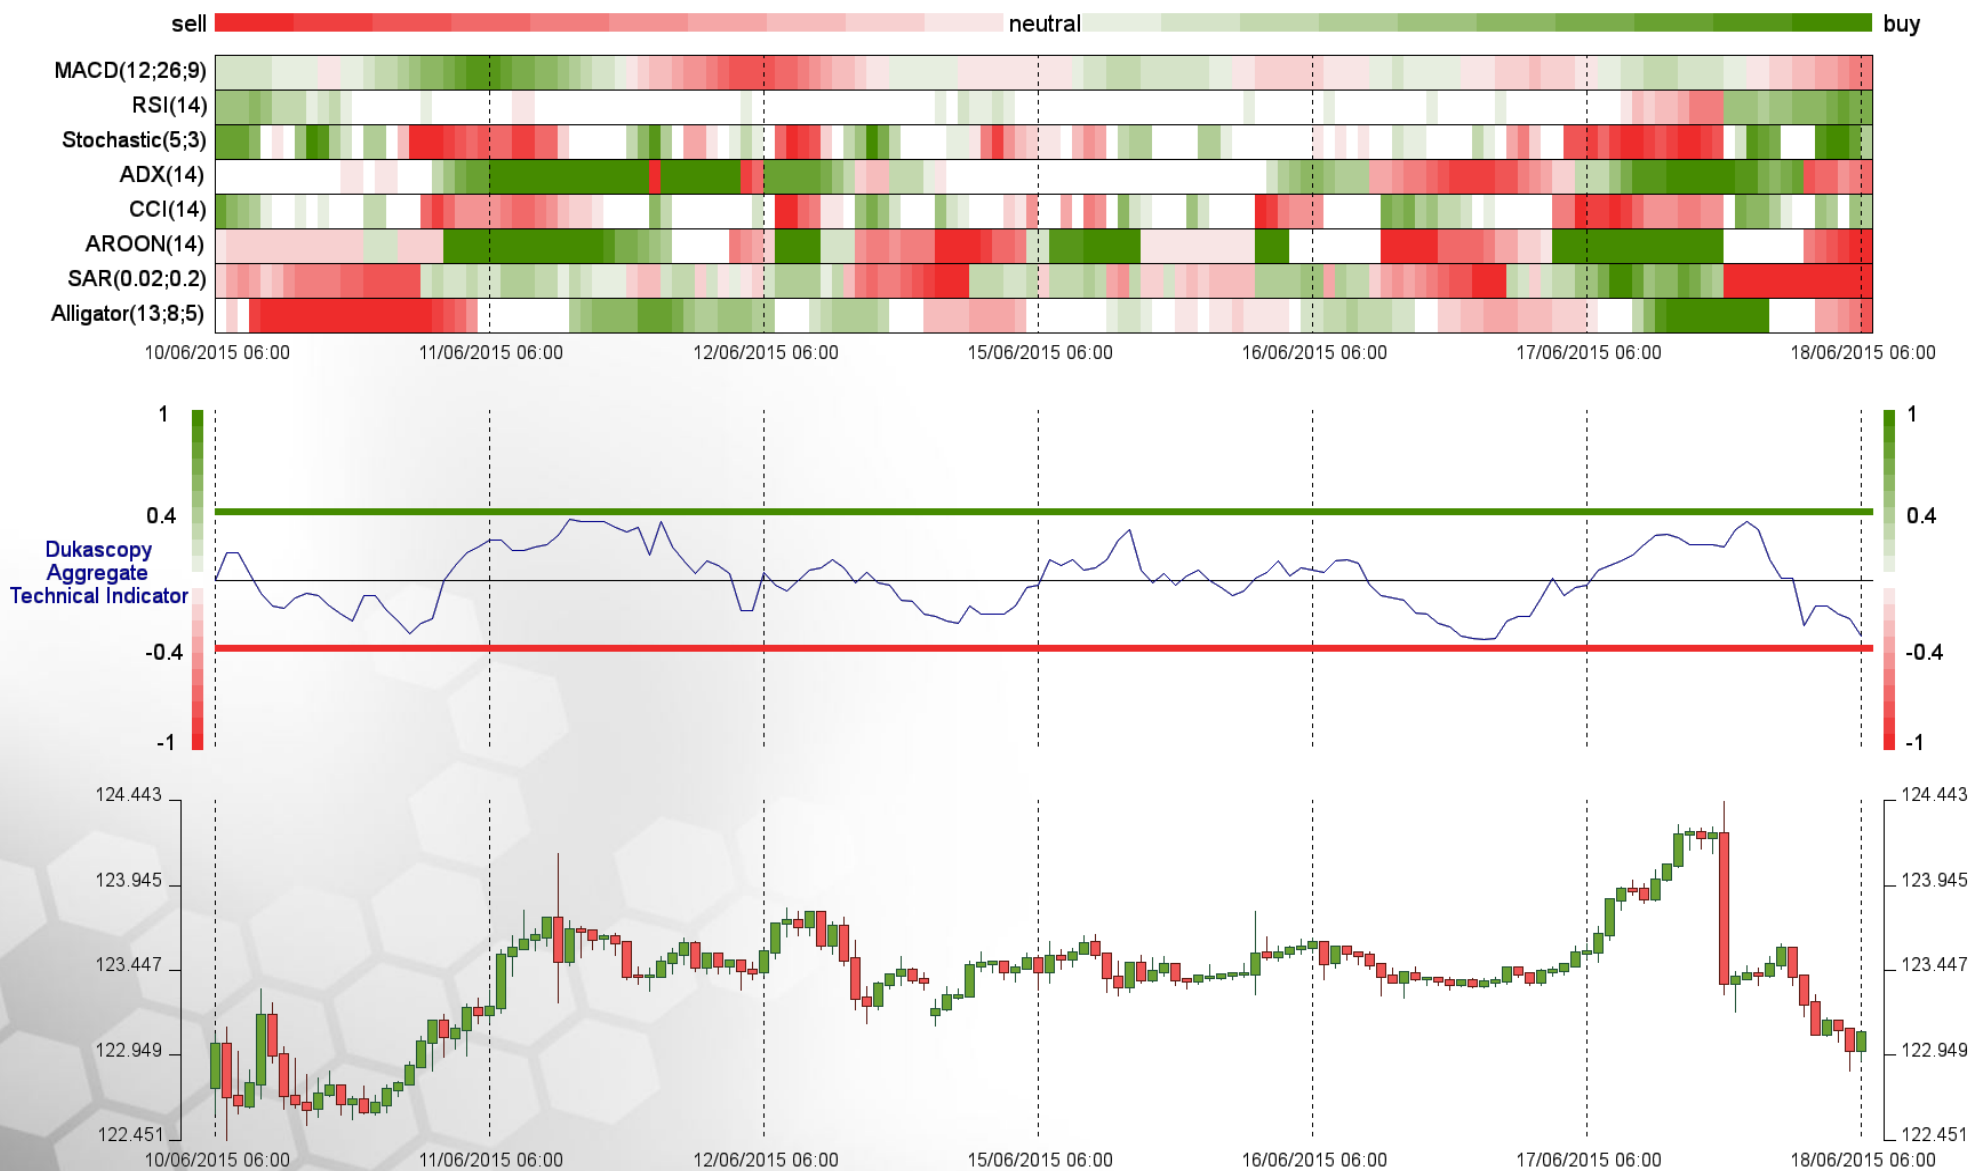 sell neutral buy
MACD(12;26;9)
RSI(14)
Stochastic(5;3)
ADX(14)
CCI(14)
AROON(14)
SAR(0.02;0.2)
Alligator(13;8;5)
10/06/2015 06:00 11/06/2015 06:00 12/06/2015 06:00 15/06/2015 06:00 16/06/2015 06:00 17/06/2015 06:00 18/06/2015 06:00
1 1
0.4 0.4
Dukascopy
Aggregate
Technical Indicator
-0.4 -0.4
-1 -1
124.443 124.443
123.945 123.945
123.447 123.447
122.949 122.949
122.451 122.451
10/06/2015 06:00 11/06/2015 06:00 12/06/2015 06:00 15/06/2015 06:00 16/06/2015 06:00 17/06/2015 06:00 18/06/2015 06:00